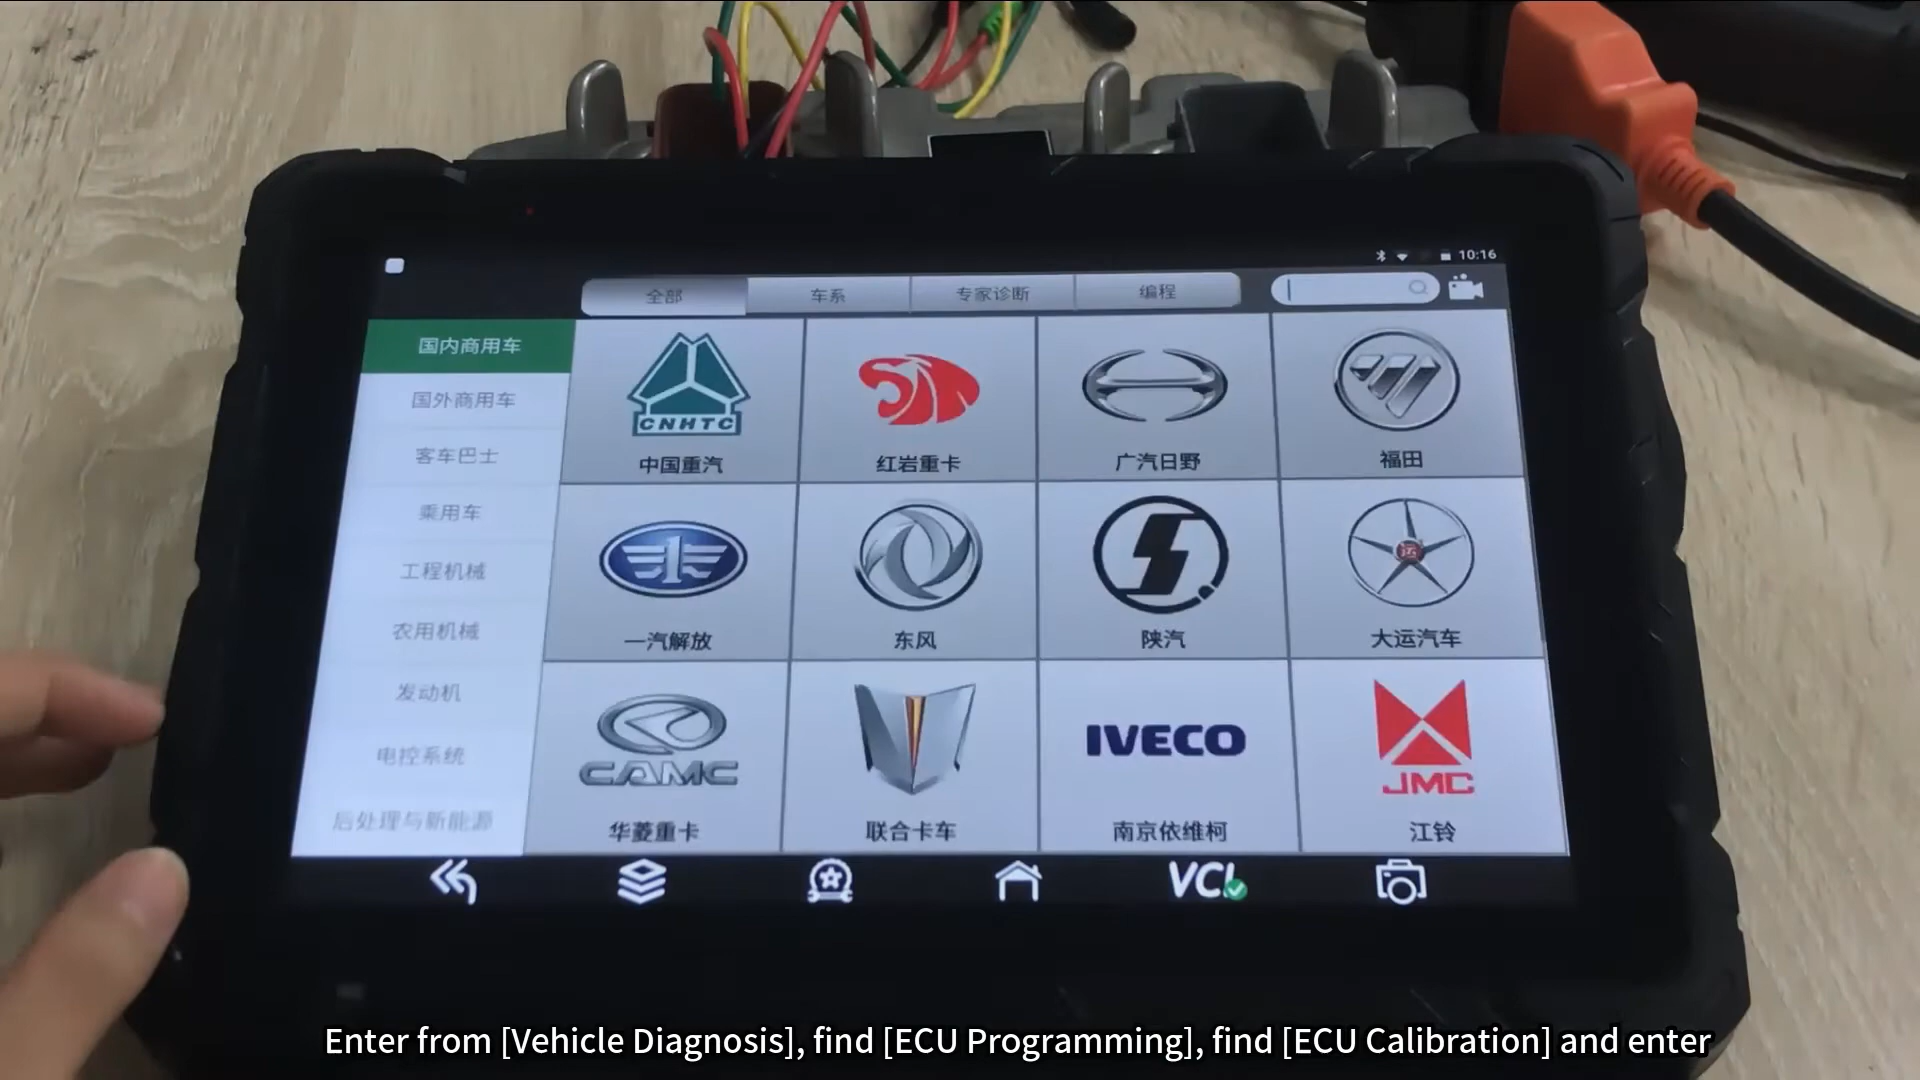 10:16
全部
车系
专家诊断
编程
国内商用车
国外商用车
客车巴士
乘用车
工程机械
农用机械
发动机
电控系统
后处理与新能源
CNHTC
中国重汽
红岩重卡
广汽日野
福田
一汽解放
东风
陕汽
运
大运汽车
CAMC
华菱重卡
联合卡车
IVECO
南京依维柯
JMC
江铃
VCI
Enter from [Vehicle Diagnosis], find [ECU Programming], find [ECU Calibration] and enter